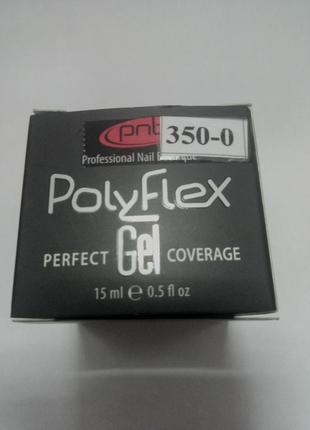 pnb 350-0
Professional Nail
PolyFlex
PERFECT Gel COVERAGE
15 ml e 0.5 fl oz